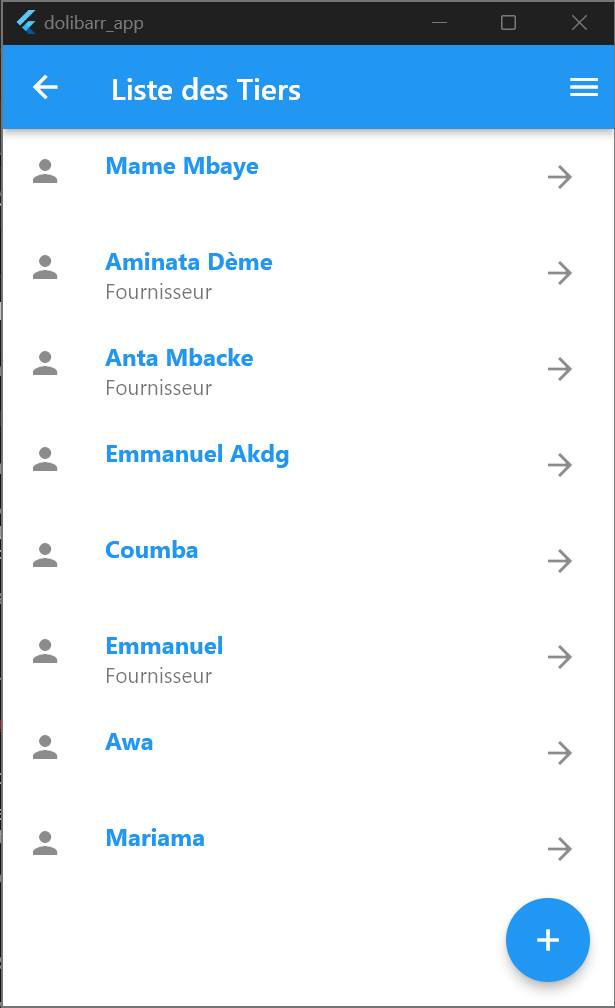 dolibarr_app
Liste des Tiers
Mame Mbaye
Aminata Dème
Fournisseur
Anta Mbacke
Fournisseur
Emmanuel Akdg
Coumba
Emmanuel
Fournisseur
Awa
Mariama